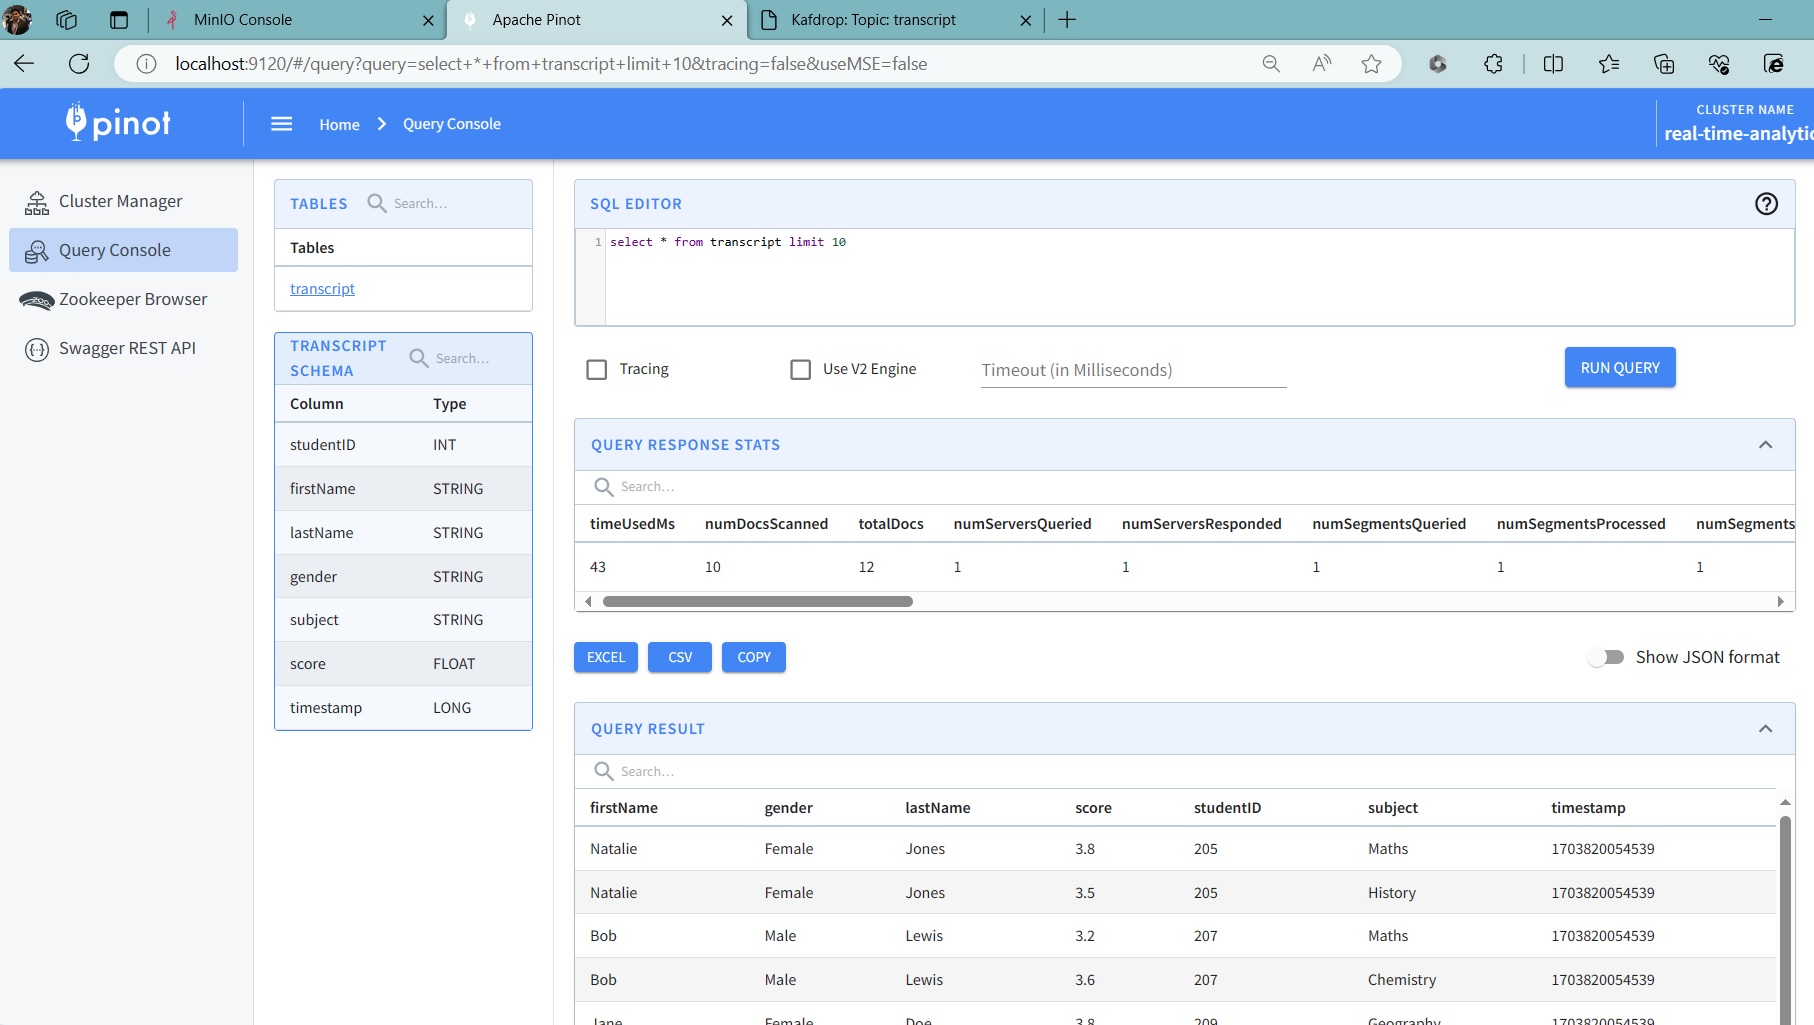 MinIO Console
Apache Pinot
Kafdrop: Topic: transcript
localhost:9120/#/query?query=select+*+from+transcript+limit+10&tracing=false&useMSE=false
pinot
Home
Query Console
CLUSTER NAME
real-time-analytic
Cluster Manager
Query Console
Zookeeper Browser
Swagger REST API
TABLES
Search...
Tables
transcript
TRANSCRIPT
SCHEMA
Search...
Column Type
studentID INT
firstName STRING
lastName STRING
gender STRING
subject STRING
score FLOAT
timestamp LONG
SQL EDITOR
1 select * from transcript limit 10
Tracing
Use V2 Engine
Timeout (in Milliseconds)
RUN QUERY
QUERY RESPONSE STATS
Search...
timeUsedMs numDocsScanned totalDocs numServersQueried numServersResponded numSegmentsQueried numSegmentsProcessed numSegments
43 10 12 1 1 1 1 1
EXCEL
CSV
COPY
Show JSON format
QUERY RESULT
Search...
firstName gender lastName score studentID subject timestamp
Natalie Female Jones 3.8 205 Maths 1703820054539
Natalie Female Jones 3.5 205 History 1703820054539
Bob Male Lewis 3.2 207 Maths 1703820054539
Bob Male Lewis 3.6 207 Chemistry 1703820054539
Jane Female Doe 3.8 209 Geography 1703820054539